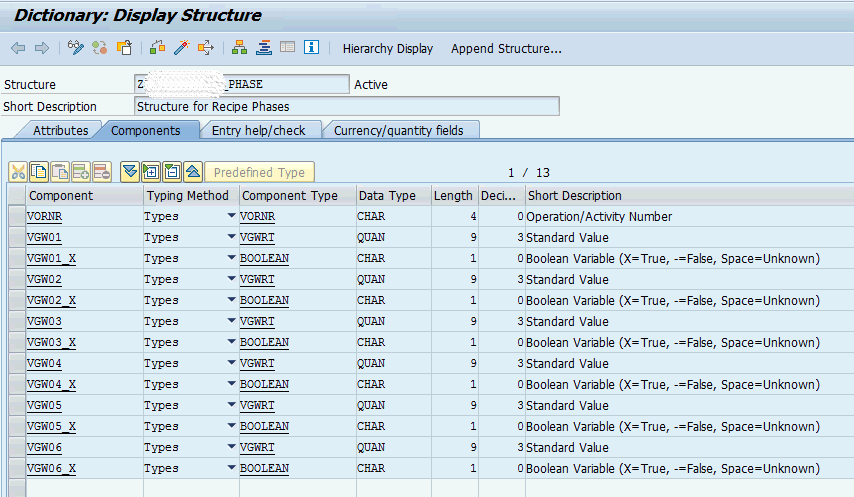 Dictionary: Display Structure
Hierarchy Display Append Structure...
Structure Z _PHASE Active
Short Description Structure for Recipe Phases
Attributes Components Entry help/check Currency/quantity fields
Predefined Type 1 / 13
Component Typing Method Component Type Data Type Length Deci... Short Description
VORNR Types VORNR CHAR 4 0 Operation/Activity Number
VGW01 Types VGWRT QUAN 9 3 Standard Value
VGW01_X Types BOOLEAN CHAR 1 0 Boolean Variable (X=True, -=False, Space=Unknown)
VGW02 Types VGWRT QUAN 9 3 Standard Value
VGW02_X Types BOOLEAN CHAR 1 0 Boolean Variable (X=True, -=False, Space=Unknown)
VGW03 Types VGWRT QUAN 9 3 Standard Value
VGW03_X Types BOOLEAN CHAR 1 0 Boolean Variable (X=True, -=False, Space=Unknown)
VGW04 Types VGWRT QUAN 9 3 Standard Value
VGW04_X Types BOOLEAN CHAR 1 0 Boolean Variable (X=True, -=False, Space=Unknown)
VGW05 Types VGWRT QUAN 9 3 Standard Value
VGW05_X Types BOOLEAN CHAR 1 0 Boolean Variable (X=True, -=False, Space=Unknown)
VGW06 Types VGWRT QUAN 9 3 Standard Value
VGW06_X Types BOOLEAN CHAR 1 0 Boolean Variable (X=True, -=False, Space=Unknown)